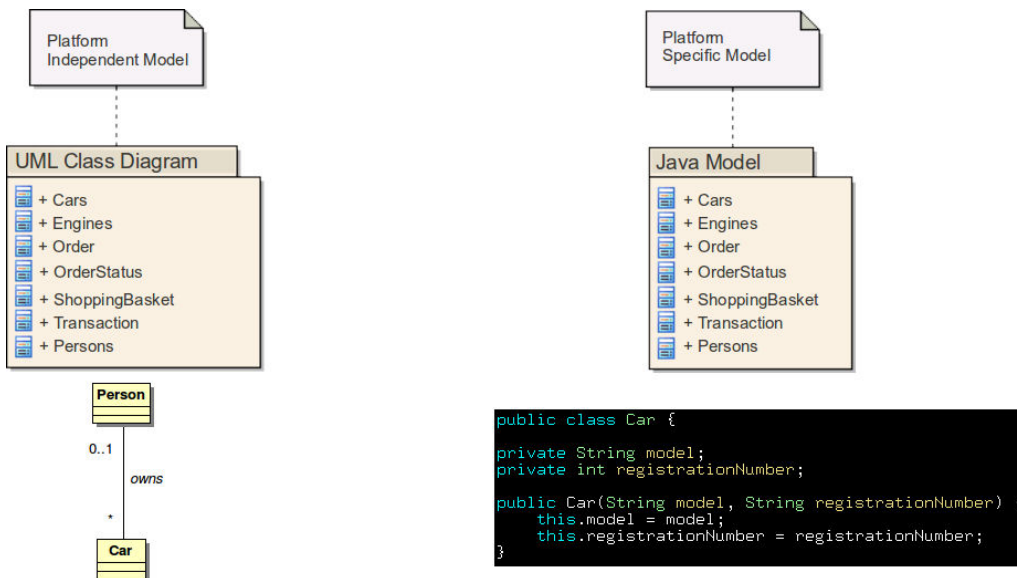 Platform
Independent Model
UML Class Diagram
+ Cars
+ Engines
+ Order
+ OrderStatus
+ ShoppingBasket
+ Transaction
+ Persons
Person
0..1
owns
*
Car
Platform
Specific Model
Java Model
+ Cars
+ Engines
+ Order
+ OrderStatus
+ ShoppingBasket
+ Transaction
+ Persons
public class Car {
private String model;
private int registrationNumber;
public Car(String model, String registrationNumber)
this.model = model;
this.registrationNumber = registrationNumber;
}